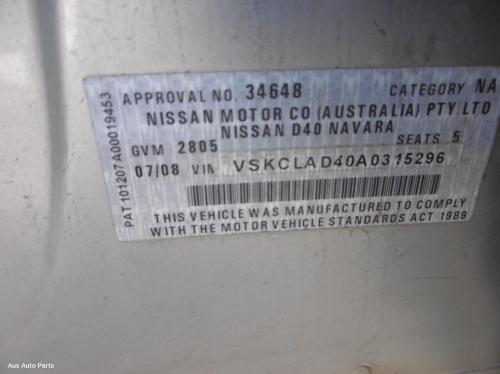 APPROVAL NO. 34648 CATEGORY NA
NISSAN MOTOR CO (AUSTRALIA) PTY LTD
NISSAN D40 NAVARA
GVM 2805 SEATS 5
07/08 VIN VSKCLAD40A0315296
THIS VEHICLE WAS MANUFACTURED TO COMPLY
WITH THE MOTOR VEHICLE STANDARDS ACT 1989
PAT 101207A00019453
Aus Auto Parts